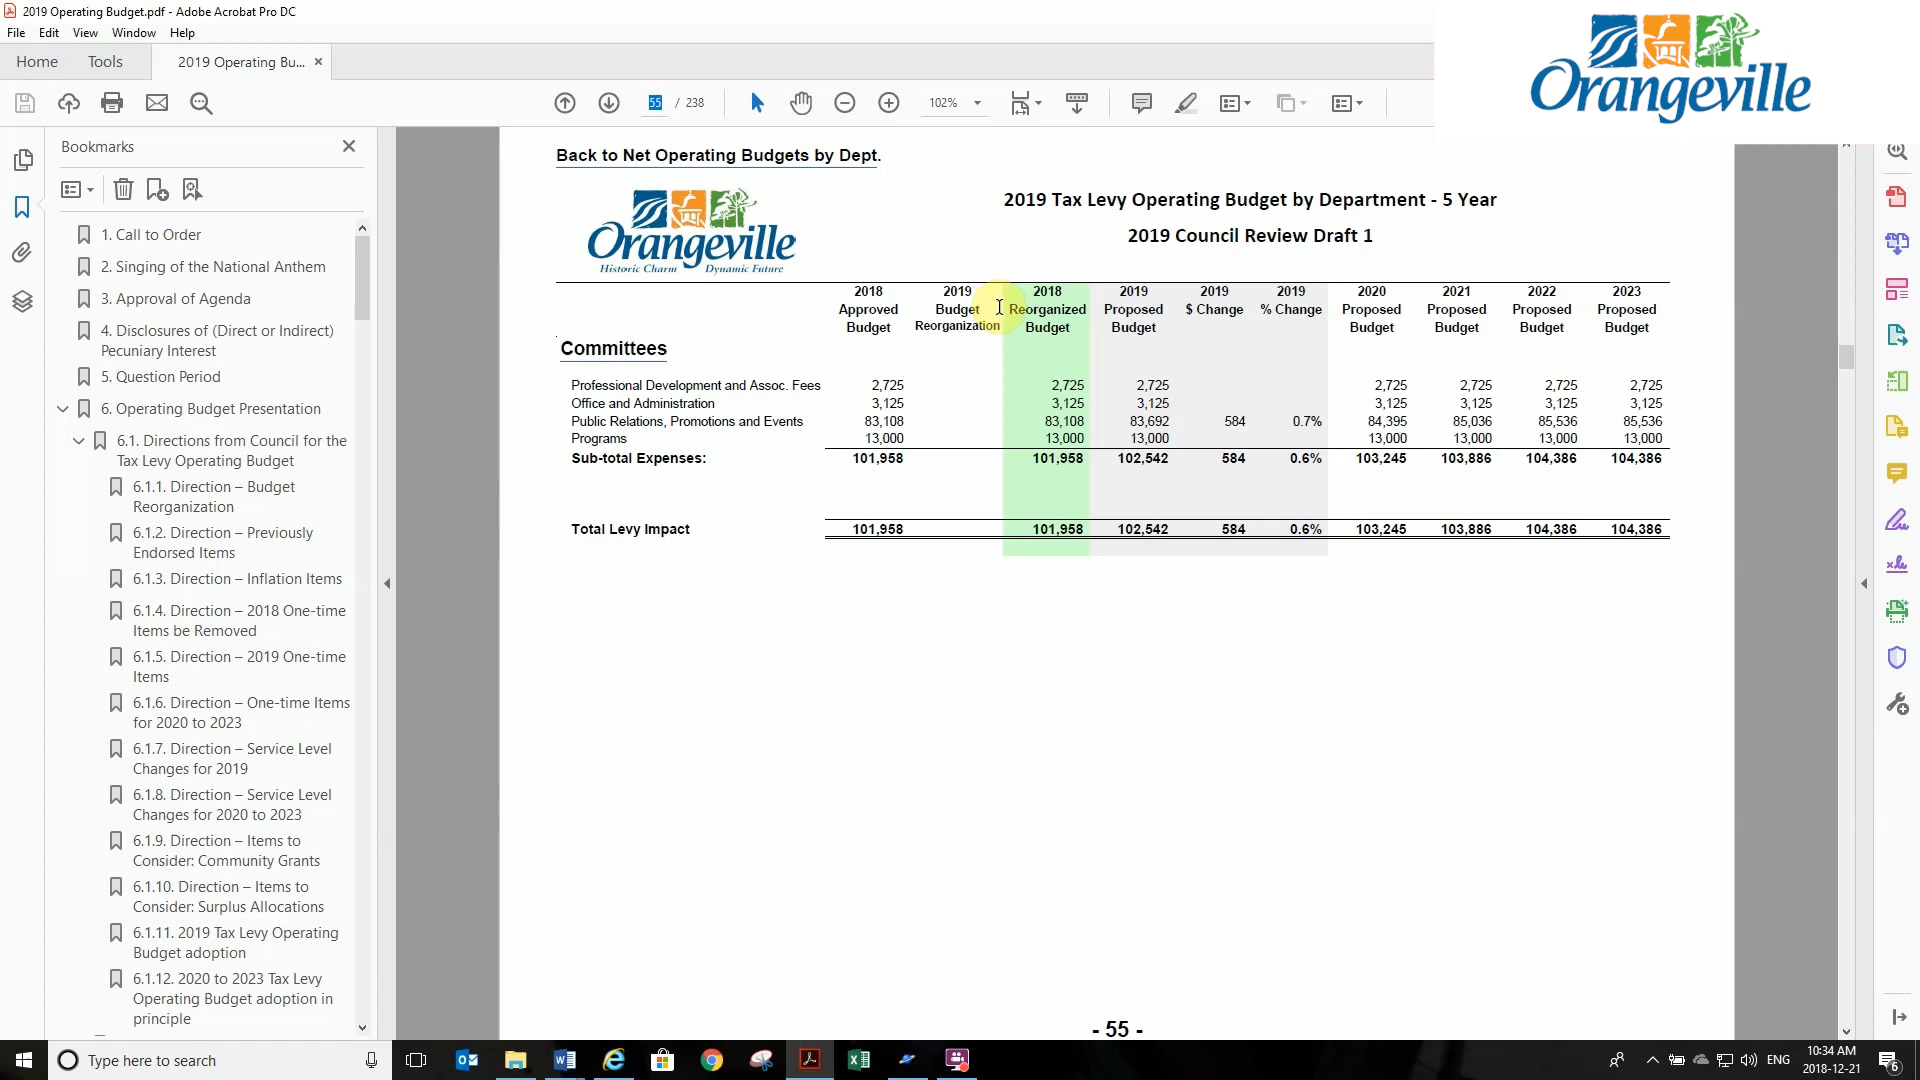 2019 Operating Budget.pdf - Adobe Acrobat Pro DC
File Edit View Window Help
Home Tools 2019 Operating Bu... ×
55 / 238 102%
Orangeville
Bookmarks
1. Call to Order
2. Singing of the National Anthem
3. Approval of Agenda
4. Disclosures of (Direct or Indirect)
Pecuniary Interest
5. Question Period
6. Operating Budget Presentation
6.1. Directions from Council for the
Tax Levy Operating Budget
6.1.1. Direction – Budget
Reorganization
6.1.2. Direction – Previously
Endorsed Items
6.1.3. Direction – Inflation Items
6.1.4. Direction – 2018 One-time
Items be Removed
6.1.5. Direction – 2019 One-time
Items
6.1.6. Direction – One-time Items
for 2020 to 2023
6.1.7. Direction – Service Level
Changes for 2019
6.1.8. Direction – Service Level
Changes for 2020 to 2023
6.1.9. Direction – Items to
Consider: Community Grants
6.1.10. Direction – Items to
Consider: Surplus Allocations
6.1.11. 2019 Tax Levy Operating
Budget adoption
6.1.12. 2020 to 2023 Tax Levy
Operating Budget adoption in
principle
Back to Net Operating Budgets by Dept.
Orangeville
Historic Charm Dynamic Future
2019 Tax Levy Operating Budget by Department - 5 Year
2019 Council Review Draft 1
2018 2019 2018 2019 2019 2019 2020 2021 2022 2023
Approved Budget Reorganized Proposed $ Change % Change Proposed Proposed Proposed Proposed
Budget Reorganization Budget Budget Budget Budget Budget Budget
Committees
Professional Development and Assoc. Fees 2,725 2,725 2,725 2,725 2,725 2,725 2,725
Office and Administration 3,125 3,125 3,125 3,125 3,125 3,125 3,125
Public Relations, Promotions and Events 83,108 83,108 83,692 584 0.7% 84,395 85,036 85,536 85,536
Programs 13,000 13,000 13,000 13,000 13,000 13,000 13,000
Sub-total Expenses: 101,958 101,958 102,542 584 0.6% 103,245 103,886 104,386 104,386
Total Levy Impact 101,958 101,958 102,542 584 0.6% 103,245 103,886 104,386 104,386
- 55 -
Type here to search
ENG
10:34 AM
2018-12-21
6